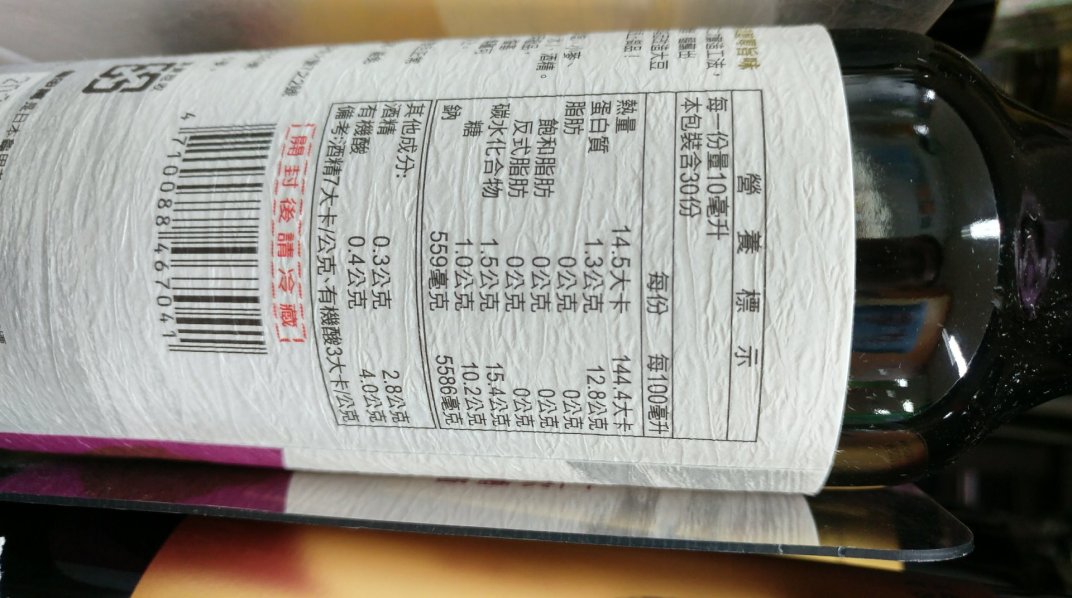 營養標示
每一份量10毫升
本包裝含30份
每份 每100毫升
熱量 14.5大卡 144.4大卡
蛋白質 1.3公克 12.8公克
脂肪 0公克 0公克
飽和脂肪 0公克 0公克
反式脂肪 0公克 0公克
碳水化合物 1.5公克 15.4公克
糖 1.0公克 10.2公克
鈉 559毫克 5586毫克
其他成分:
酒精 0.3公克 2.8公克
有機酸 0.4公克 4.0公克
備考:酒精7大卡/公克、有機酸3大卡/公克
開封後請冷藏
4710088467041